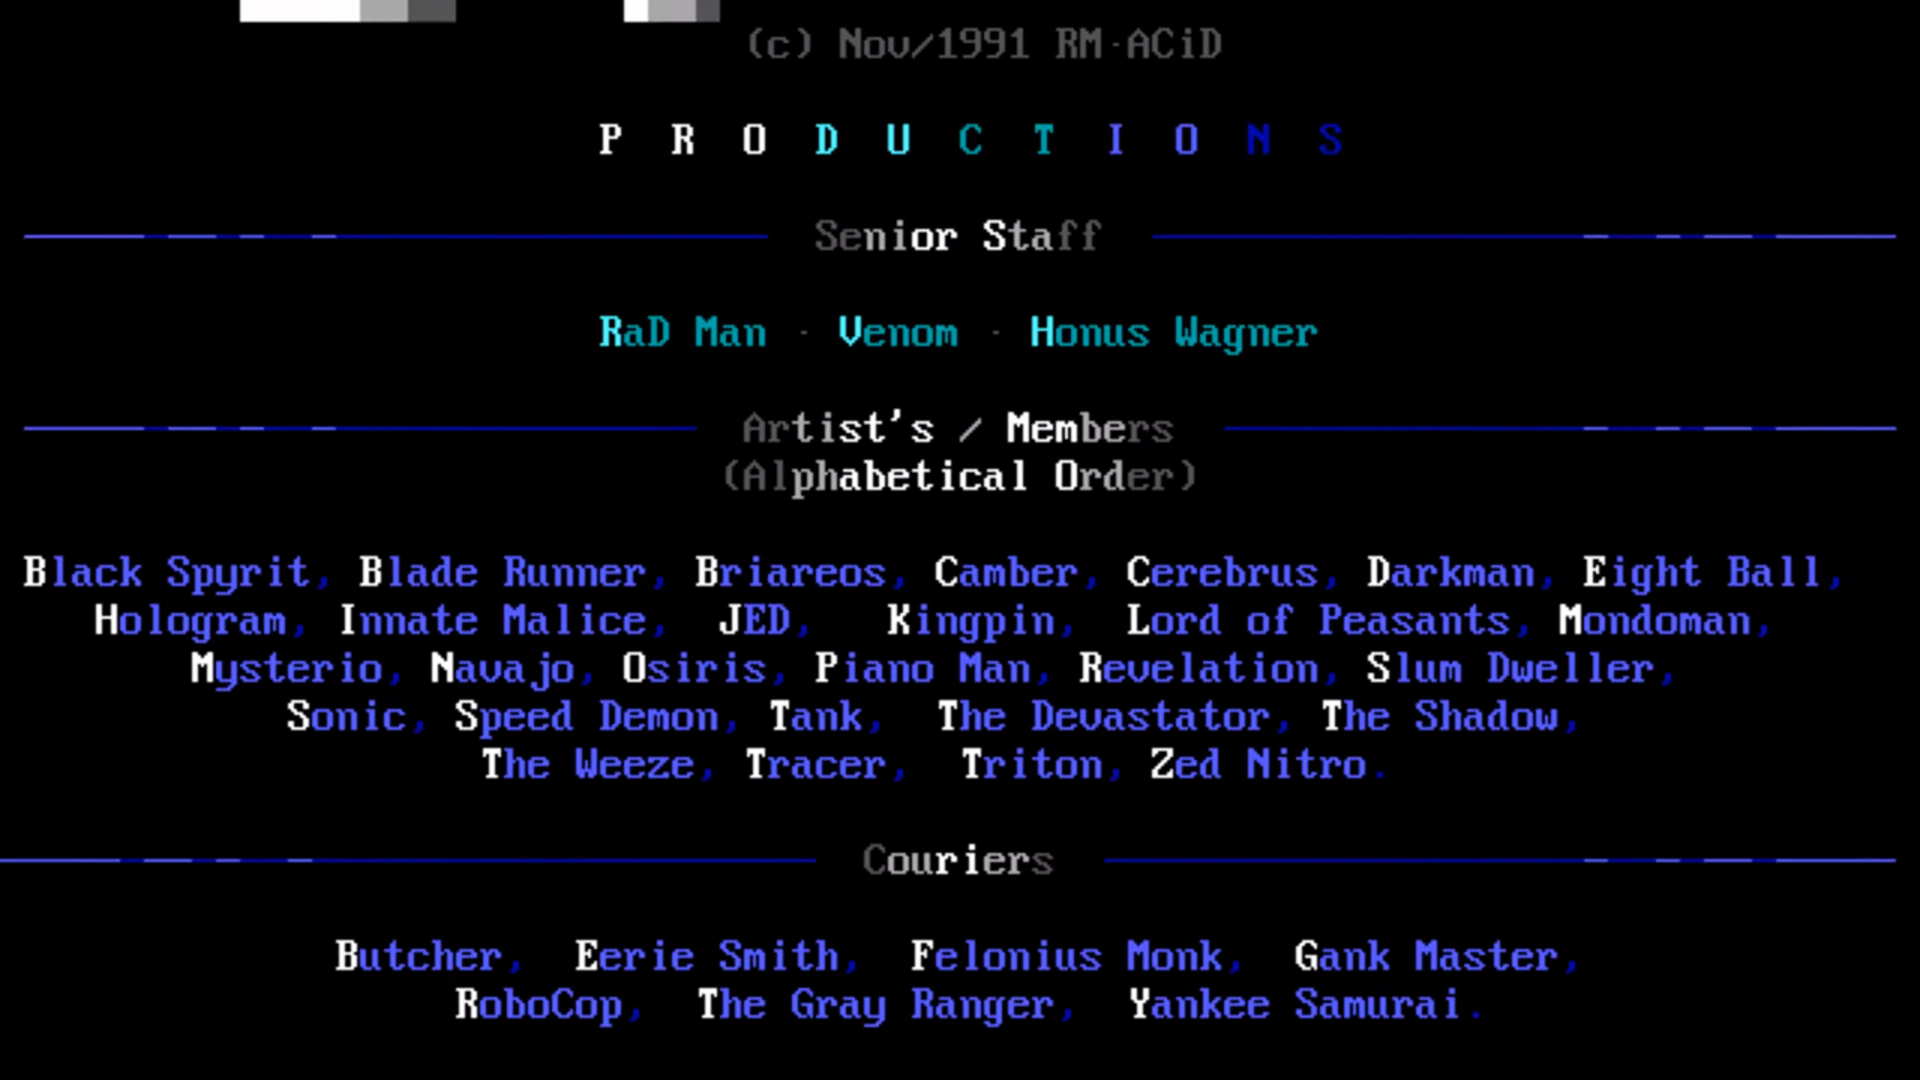 (c) Nov/1991 RM·ACiD
P R O D U C T I O N S
Senior Staff
RaD Man · Venom · Honus Wagner
Artist's / Members
(Alphabetical Order)
Black Spyrit, Blade Runner, Briareos, Camber, Cerebrus, Darkman, Eight Ball,
Hologram, Innate Malice, JED, Kingpin, Lord of Peasants, Mondoman,
Mysterio, Navajo, Osiris, Piano Man, Revelation, Slum Dweller,
Sonic, Speed Demon, Tank, The Devastator, The Shadow,
The Weeze, Tracer, Triton, Zed Nitro.
Couriers
Butcher, Eerie Smith, Felonius Monk, Gank Master,
RoboCop, The Gray Ranger, Yankee Samurai.